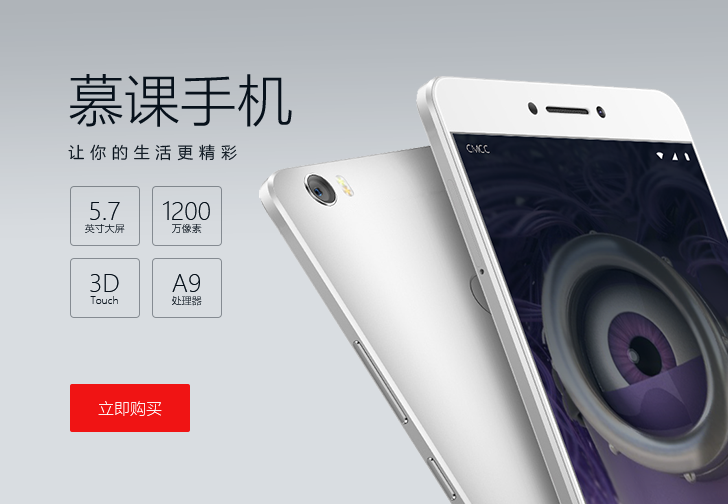 慕课手机
让你的生活更精彩
5.7
英寸大屏
1200
万像素
3D
Touch
A9
处理器
立即购买
CMCC